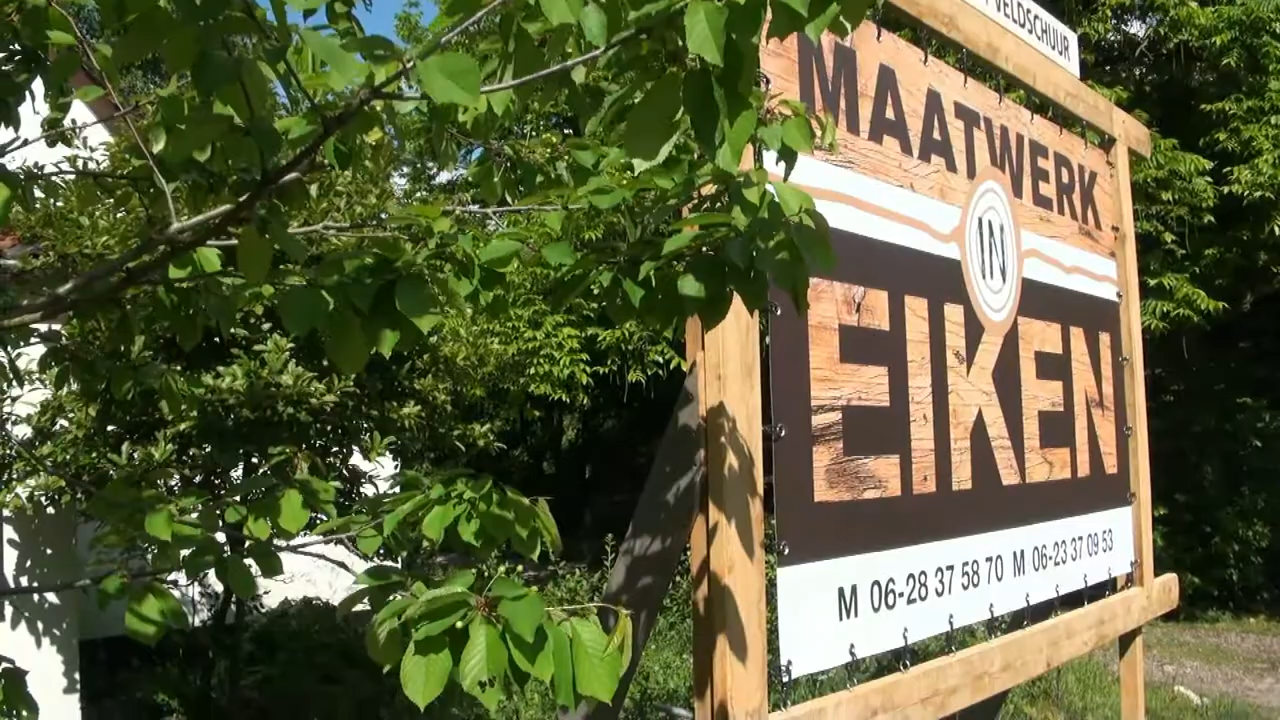 VELDSCHUUR
MAATWERK
IN
EIKEN
M 06-28 37 58 70 M 06-23 37 09 53